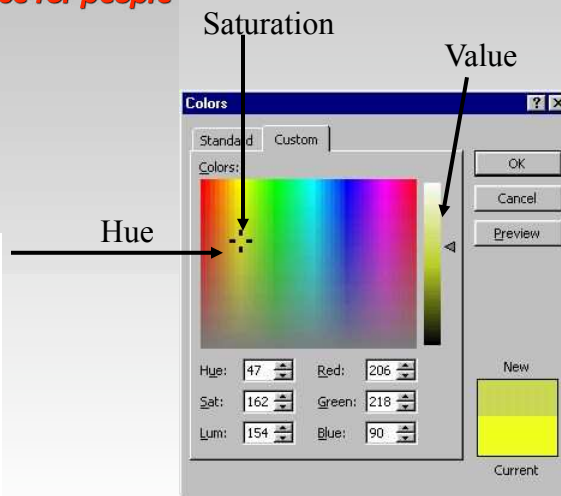 ce for people
Saturation
Value
Colors
Standard Custom
Colors:
OK
Cancel
Preview
Hue
Hue: 47 Red: 206
Sat: 162 Green: 218
Lum: 154 Blue: 90
New
Current